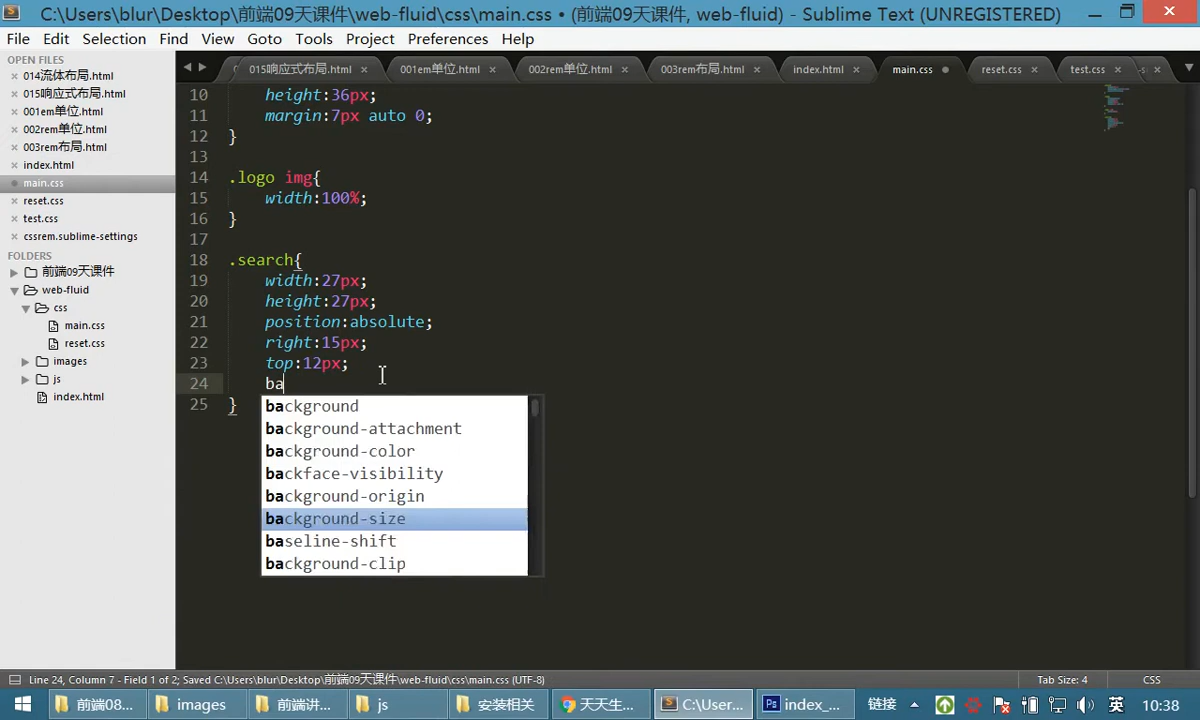 C:\Users\blur\Desktop\前端09天课件\web-fluid\css\main.css • (前端09天课件, web-fluid) - Sublime Text (UNREGISTERED)
File Edit Selection Find View Goto Tools Project Preferences Help
OPEN FILES
014流体布局.html
015响应式布局.html
001em单位.html
002rem单位.html
003rem布局.html
index.html
main.css
reset.css
test.css
cssrem.sublime-settings
FOLDERS
前端09天课件
web-fluid
css
main.css
reset.css
images
js
index.html
015响应式布局.html 001em单位.html 002rem单位.html 003rem布局.html index.html main.css reset.css test.css
10 height:36px;
11 margin:7px auto 0;
12 }
13
14 .logo img{
15 width:100%;
16 }
17
18 .search{
19 width:27px;
20 height:27px;
21 position:absolute;
22 right:15px;
23 top:12px;
24 ba
25 }
background
background-attachment
background-color
backface-visibility
background-origin
background-size
baseline-shift
background-clip
Line 24, Column 7 - Field 1 of 2; Saved C:\Users\blur\Desktop\前端09天课件\web-fluid\css\main.css (UTF-8) Tab Size: 4 CSS
前端08... images 前端讲... js 安装相关 天天生... C:\User... index_... 链接 英 10:38